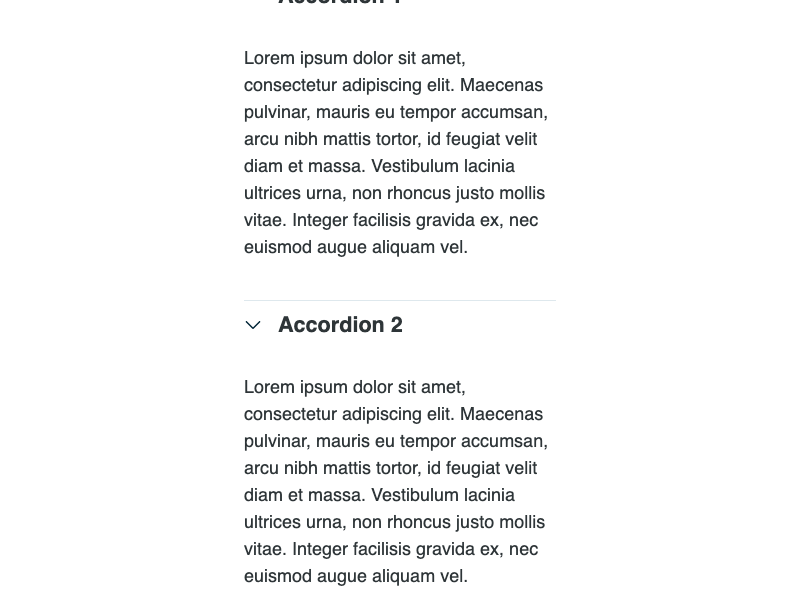 Accordion 1
Lorem ipsum dolor sit amet,
consectetur adipiscing elit. Maecenas
pulvinar, mauris eu tempor accumsan,
arcu nibh mattis tortor, id feugiat velit
diam et massa. Vestibulum lacinia
ultrices urna, non rhoncus justo mollis
vitae. Integer facilisis gravida ex, nec
euismod augue aliquam vel.
Accordion 2
Lorem ipsum dolor sit amet,
consectetur adipiscing elit. Maecenas
pulvinar, mauris eu tempor accumsan,
arcu nibh mattis tortor, id feugiat velit
diam et massa. Vestibulum lacinia
ultrices urna, non rhoncus justo mollis
vitae. Integer facilisis gravida ex, nec
euismod augue aliquam vel.